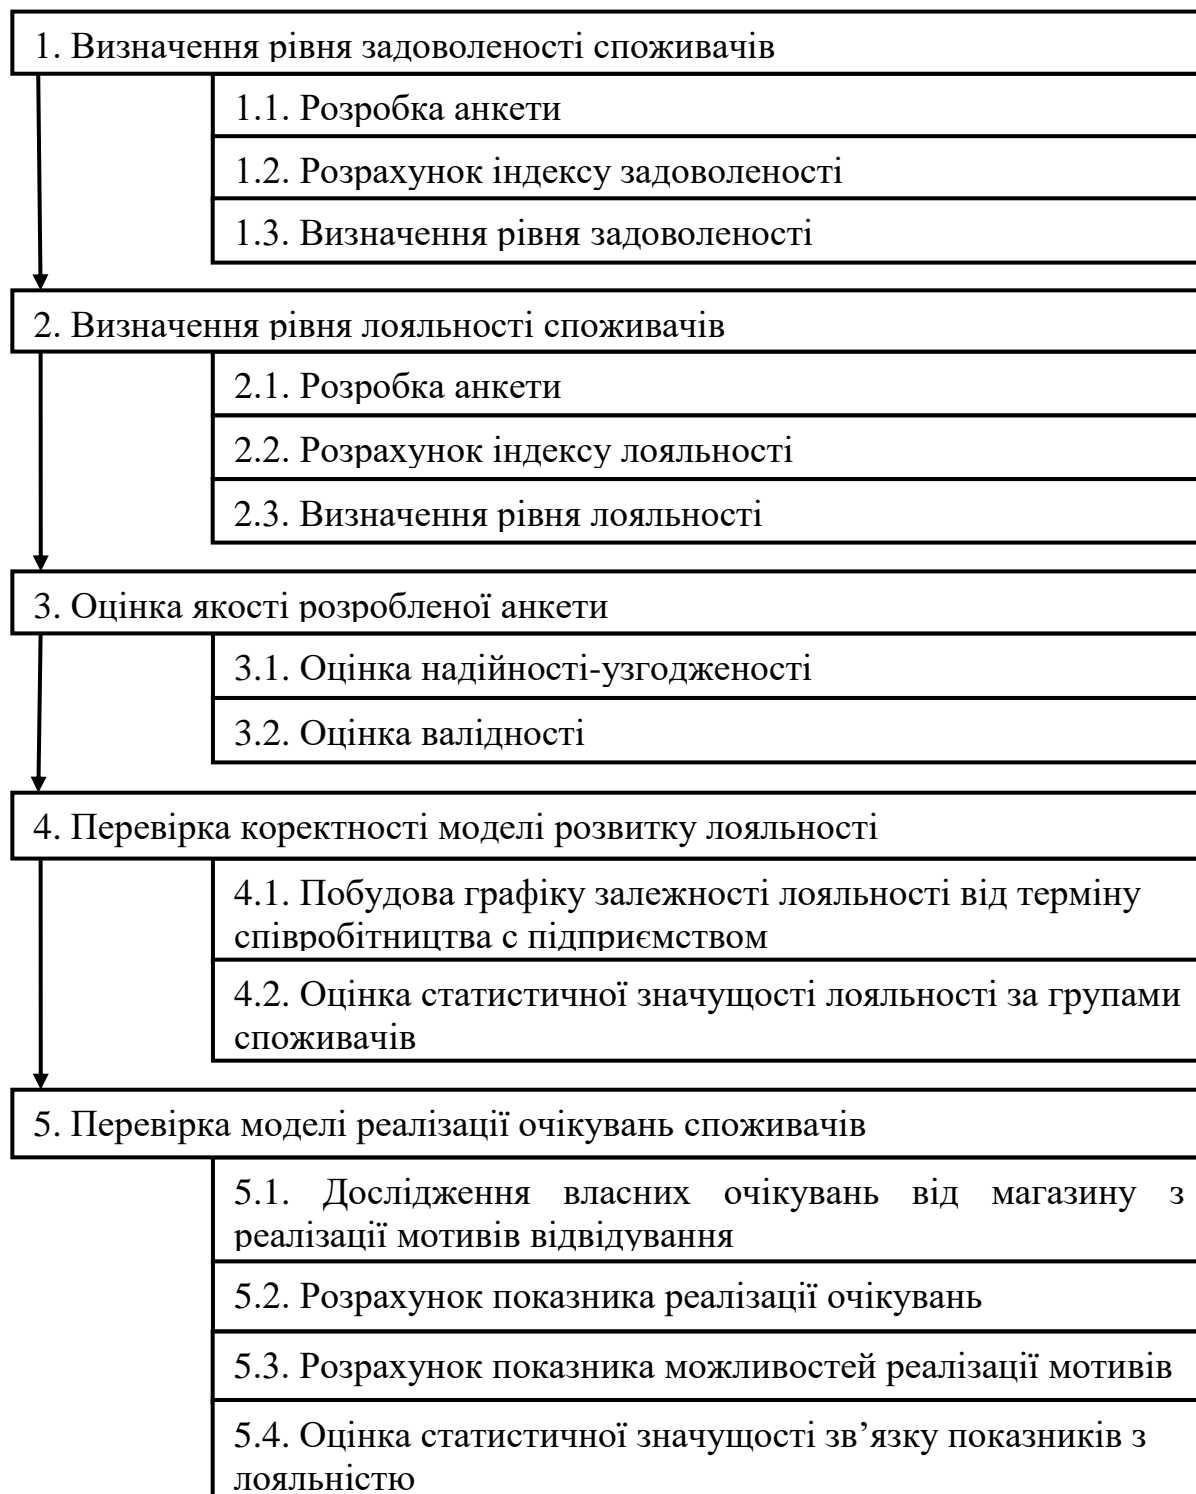 1. Визначення рівня задоволеності споживачів
1.1. Розробка анкети
1.2. Розрахунок індексу задоволеності
1.3. Визначення рівня задоволеності
2. Визначення рівня лояльності споживачів
2.1. Розробка анкети
2.2. Розрахунок індексу лояльності
2.3. Визначення рівня лояльності
3. Оцінка якості розробленої анкети
3.1. Оцінка надійності-узгодженості
3.2. Оцінка валідності
4. Перевірка коректності моделі розвитку лояльності
4.1. Побудова графіку залежності лояльності від терміну
співробітництва с підприємством
4.2. Оцінка статистичної значущості лояльності за групами
споживачів
5. Перевірка моделі реалізації очікувань споживачів
5.1. Дослідження власних очікувань від магазину з
реалізації мотивів відвідування
5.2. Розрахунок показника реалізації очікувань
5.3. Розрахунок показника можливостей реалізації мотивів
5.4. Оцінка статистичної значущості зв’язку показників з
лояльністю